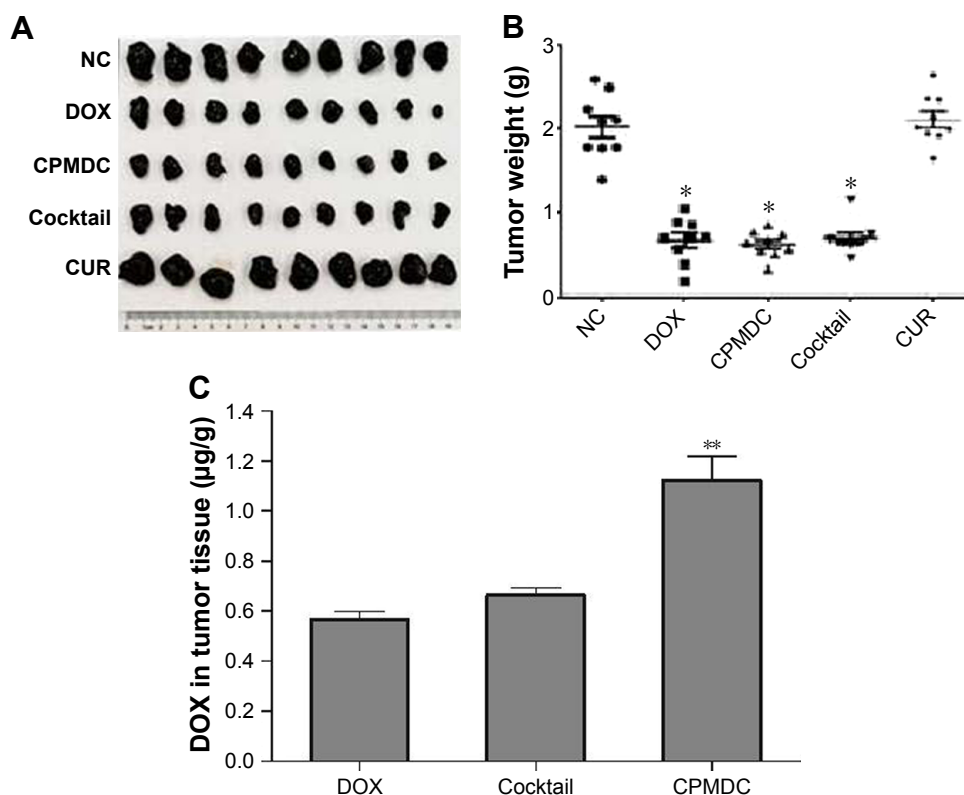 A
NC
DOX
CPMDC
Cocktail
CUR
B
Tumor weight (g)
3
2
1
0
*
*
*
NC
DOX
CPMDC
Cocktail
CUR
C
DOX in tumor tissue (μg/g)
1.4
1.2
1.0
0.8
0.6
0.4
0.2
0.0
**
DOX
Cocktail
CPMDC